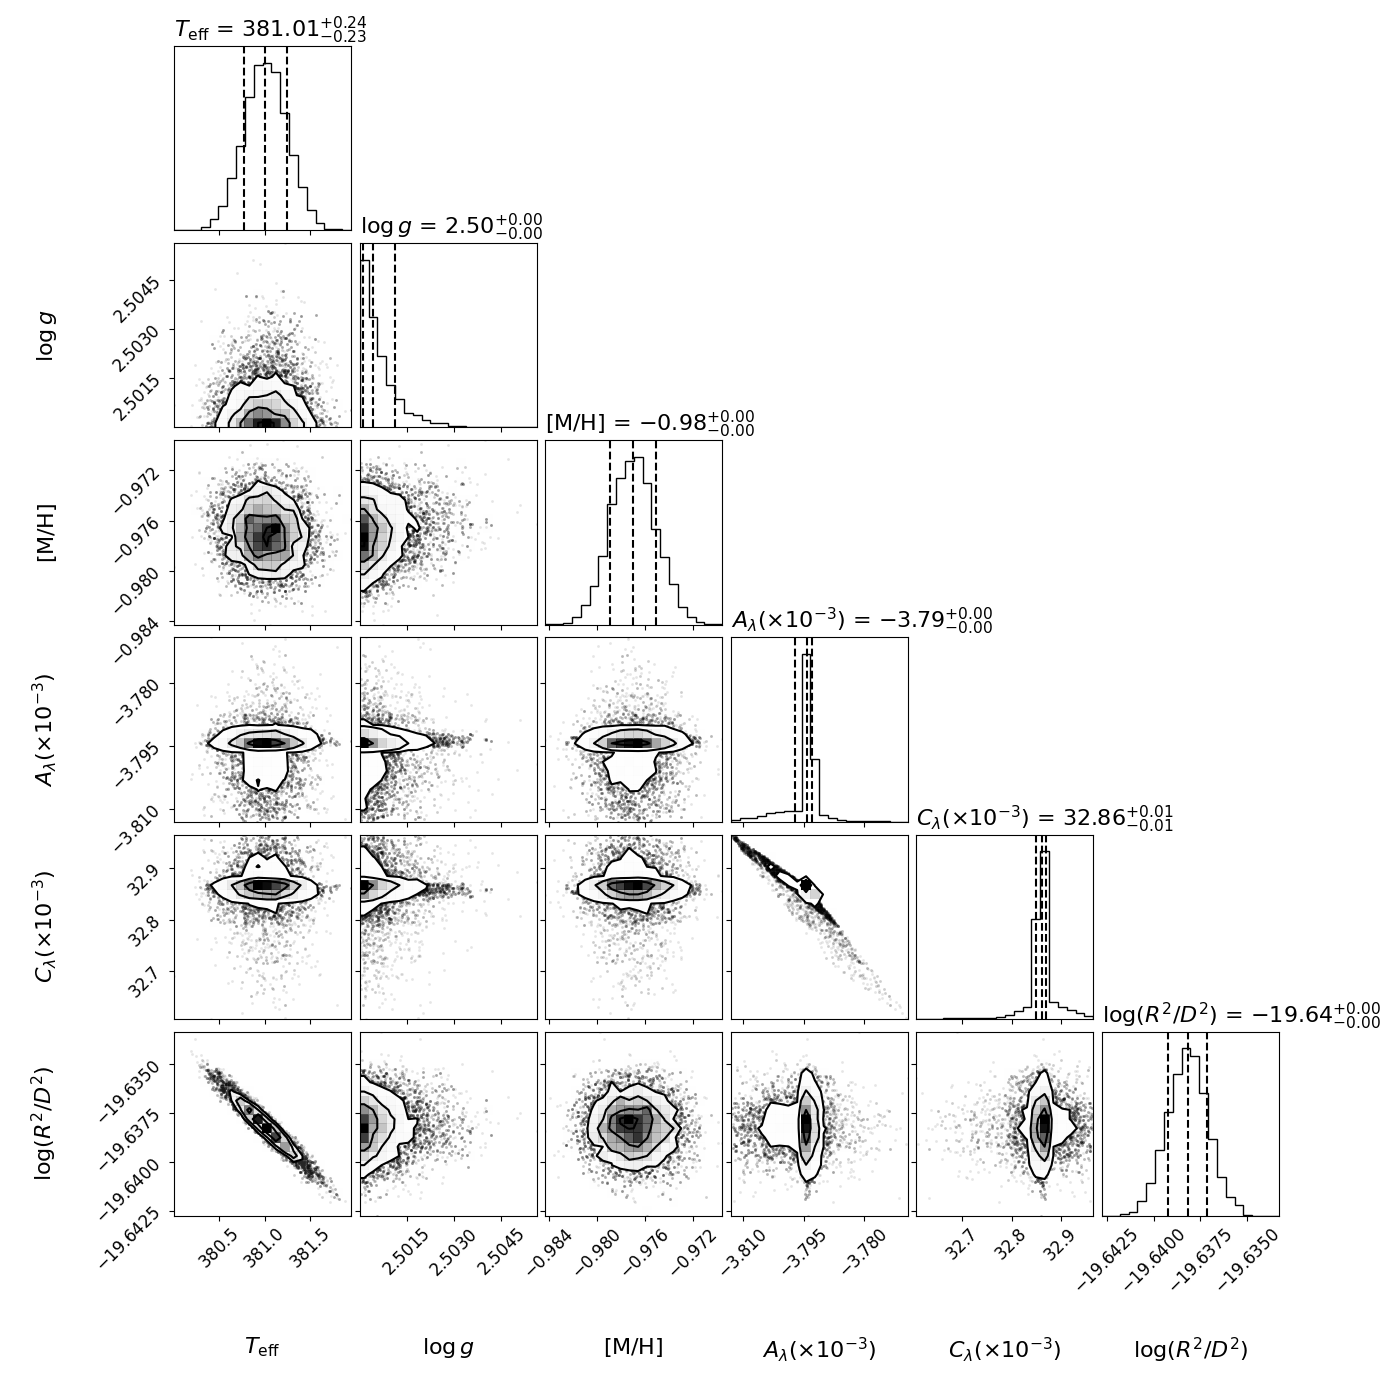 T_eff = 381.01^{+0.24}_{−0.23}
log g = 2.50^{+0.00}_{−0.00}
log g
2.5045
2.5030
2.5015
[M/H] = −0.98^{+0.00}_{−0.00}
[M/H]
−0.972
−0.976
−0.980
−0.984
A_λ(×10^{−3}) = −3.79^{+0.00}_{−0.00}
A_λ(×10^{−3})
−3.780
−3.795
−3.810
C_λ(×10^{−3}) = 32.86^{+0.01}_{−0.01}
C_λ(×10^{−3})
32.9
32.8
32.7
log(R²/D²) = −19.64^{+0.00}_{−0.00}
log(R²/D²)
−19.6350
−19.6375
−19.6400
−19.6425
380.5 381.0 381.5 2.5015 2.5030 2.5045 −0.984 −0.980 −0.976 −0.972 −3.810 −3.795 −3.780 32.7 32.8 32.9 −19.6425 −19.6400 −19.6375 −19.6350
T_eff log g [M/H] A_λ(×10^{−3}) C_λ(×10^{−3}) log(R²/D²)